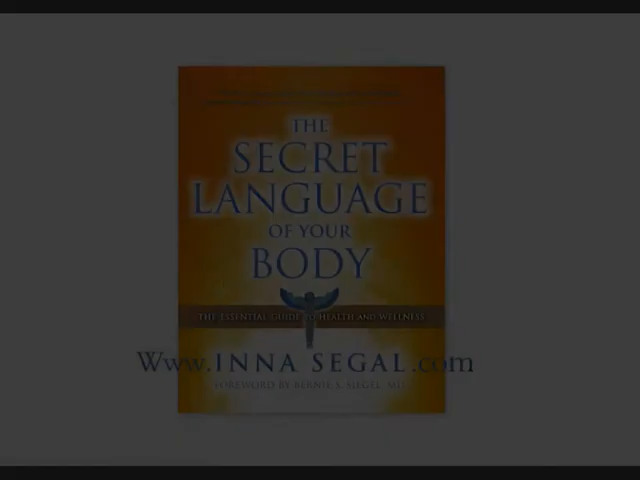 THE
SECRET
LANGUAGE
OF YOUR
BODY
THE ESSENTIAL GUIDE TO HEALTH AND WELLNESS
Www.INNA SEGAL.com
FOREWORD BY BERNIE S. SIEGEL, MD